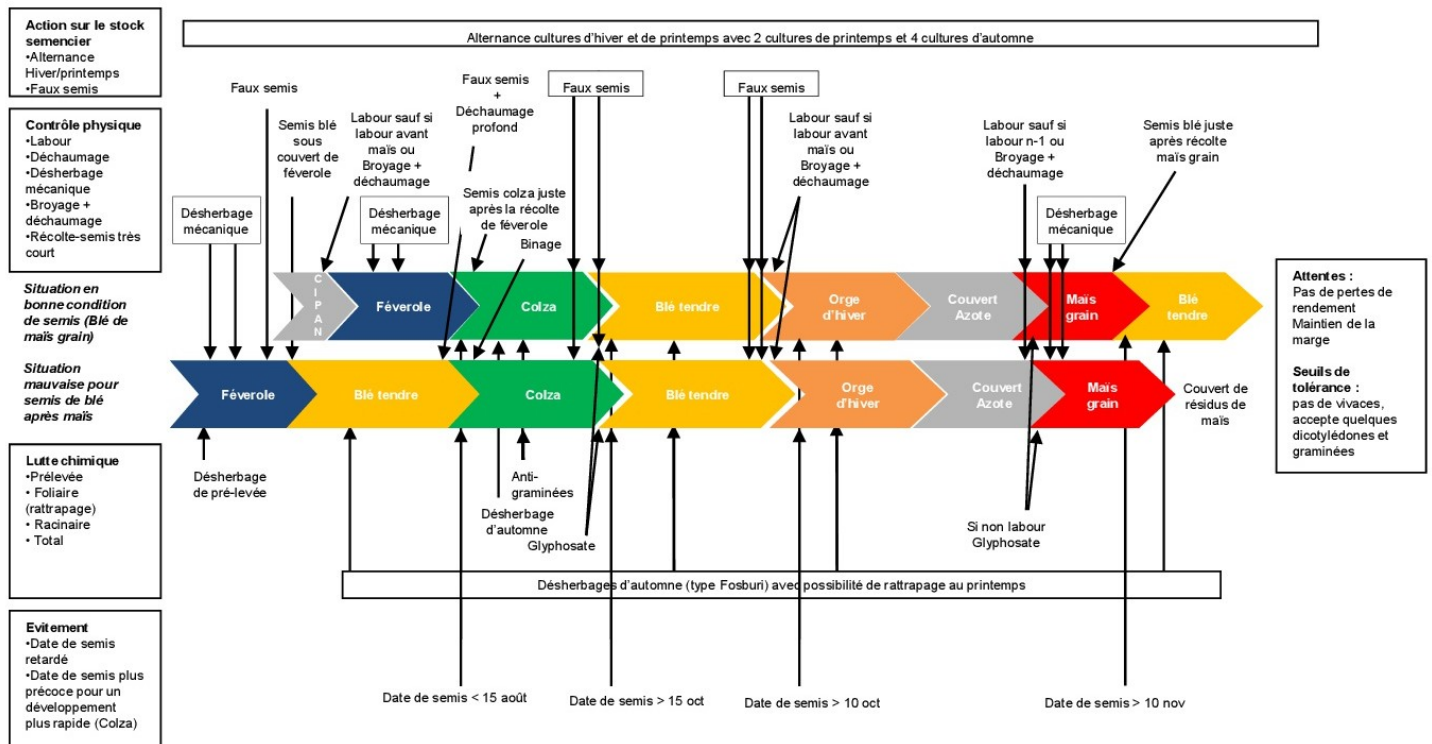 Action sur le stock
semencier
•Alternance
Hiver/printemps
•Faux semis
Alternance cultures d'hiver et de printemps avec 2 cultures de printemps et 4 cultures d'automne
Contrôle physique
•Labour
•Déchaumage
•Désherbage
mécanique
•Broyage +
déchaumage
•Récolte-semis très
court
Faux semis
Semis blé
sous
couvert de
féverole
Labour sauf si
labour avant
maïs ou
Broyage +
déchaumage
Faux semis
+
Déchaumage
profond
Faux semis
Faux semis
Labour sauf si
labour avant
maïs ou
Broyage +
déchaumage
Labour sauf si
labour n-1 ou
Broyage +
déchaumage
Semis blé juste
après récolte
maïs grain
Désherbage
mécanique
Désherbage
mécanique
Semis colza juste
après la récolte
de féverole
Binage
Désherbage
mécanique
Situation en
bonne condition
de semis (Blé de
maïs grain)
C
I
P
A
N
Féverole
Colza
Blé tendre
Orge
d'hiver
Couvert
Azote
Maïs
grain
Blé
tendre
Situation
mauvaise pour
semis de blé
après maïs
Féverole
Blé tendre
Colza
Blé tendre
Orge
d'hiver
Couvert
Azote
Maïs
grain
Couvert de
résidus de
maïs
Attentes :
Pas de pertes de
rendement
Maintien de la
marge
Seuils de
tolérance :
pas de vivaces,
accepte quelques
dicotylédones et
graminées
Lutte chimique
•Prélevée
• Foliaire
(rattrapage)
• Racinaire
• Total
Désherbage
de pré-levée
Anti-
graminées
Désherbage
d'automne
Glyphosate
Si non labour
Glyphosate
Désherbages d'automne (type Fosburi) avec possibilité de rattrapage au printemps
Evitement
•Date de semis
retardé
•Date de semis plus
précoce pour un
développement
plus rapide (Colza)
Date de semis < 15 août
Date de semis > 15 oct
Date de semis > 10 oct
Date de semis > 10 nov